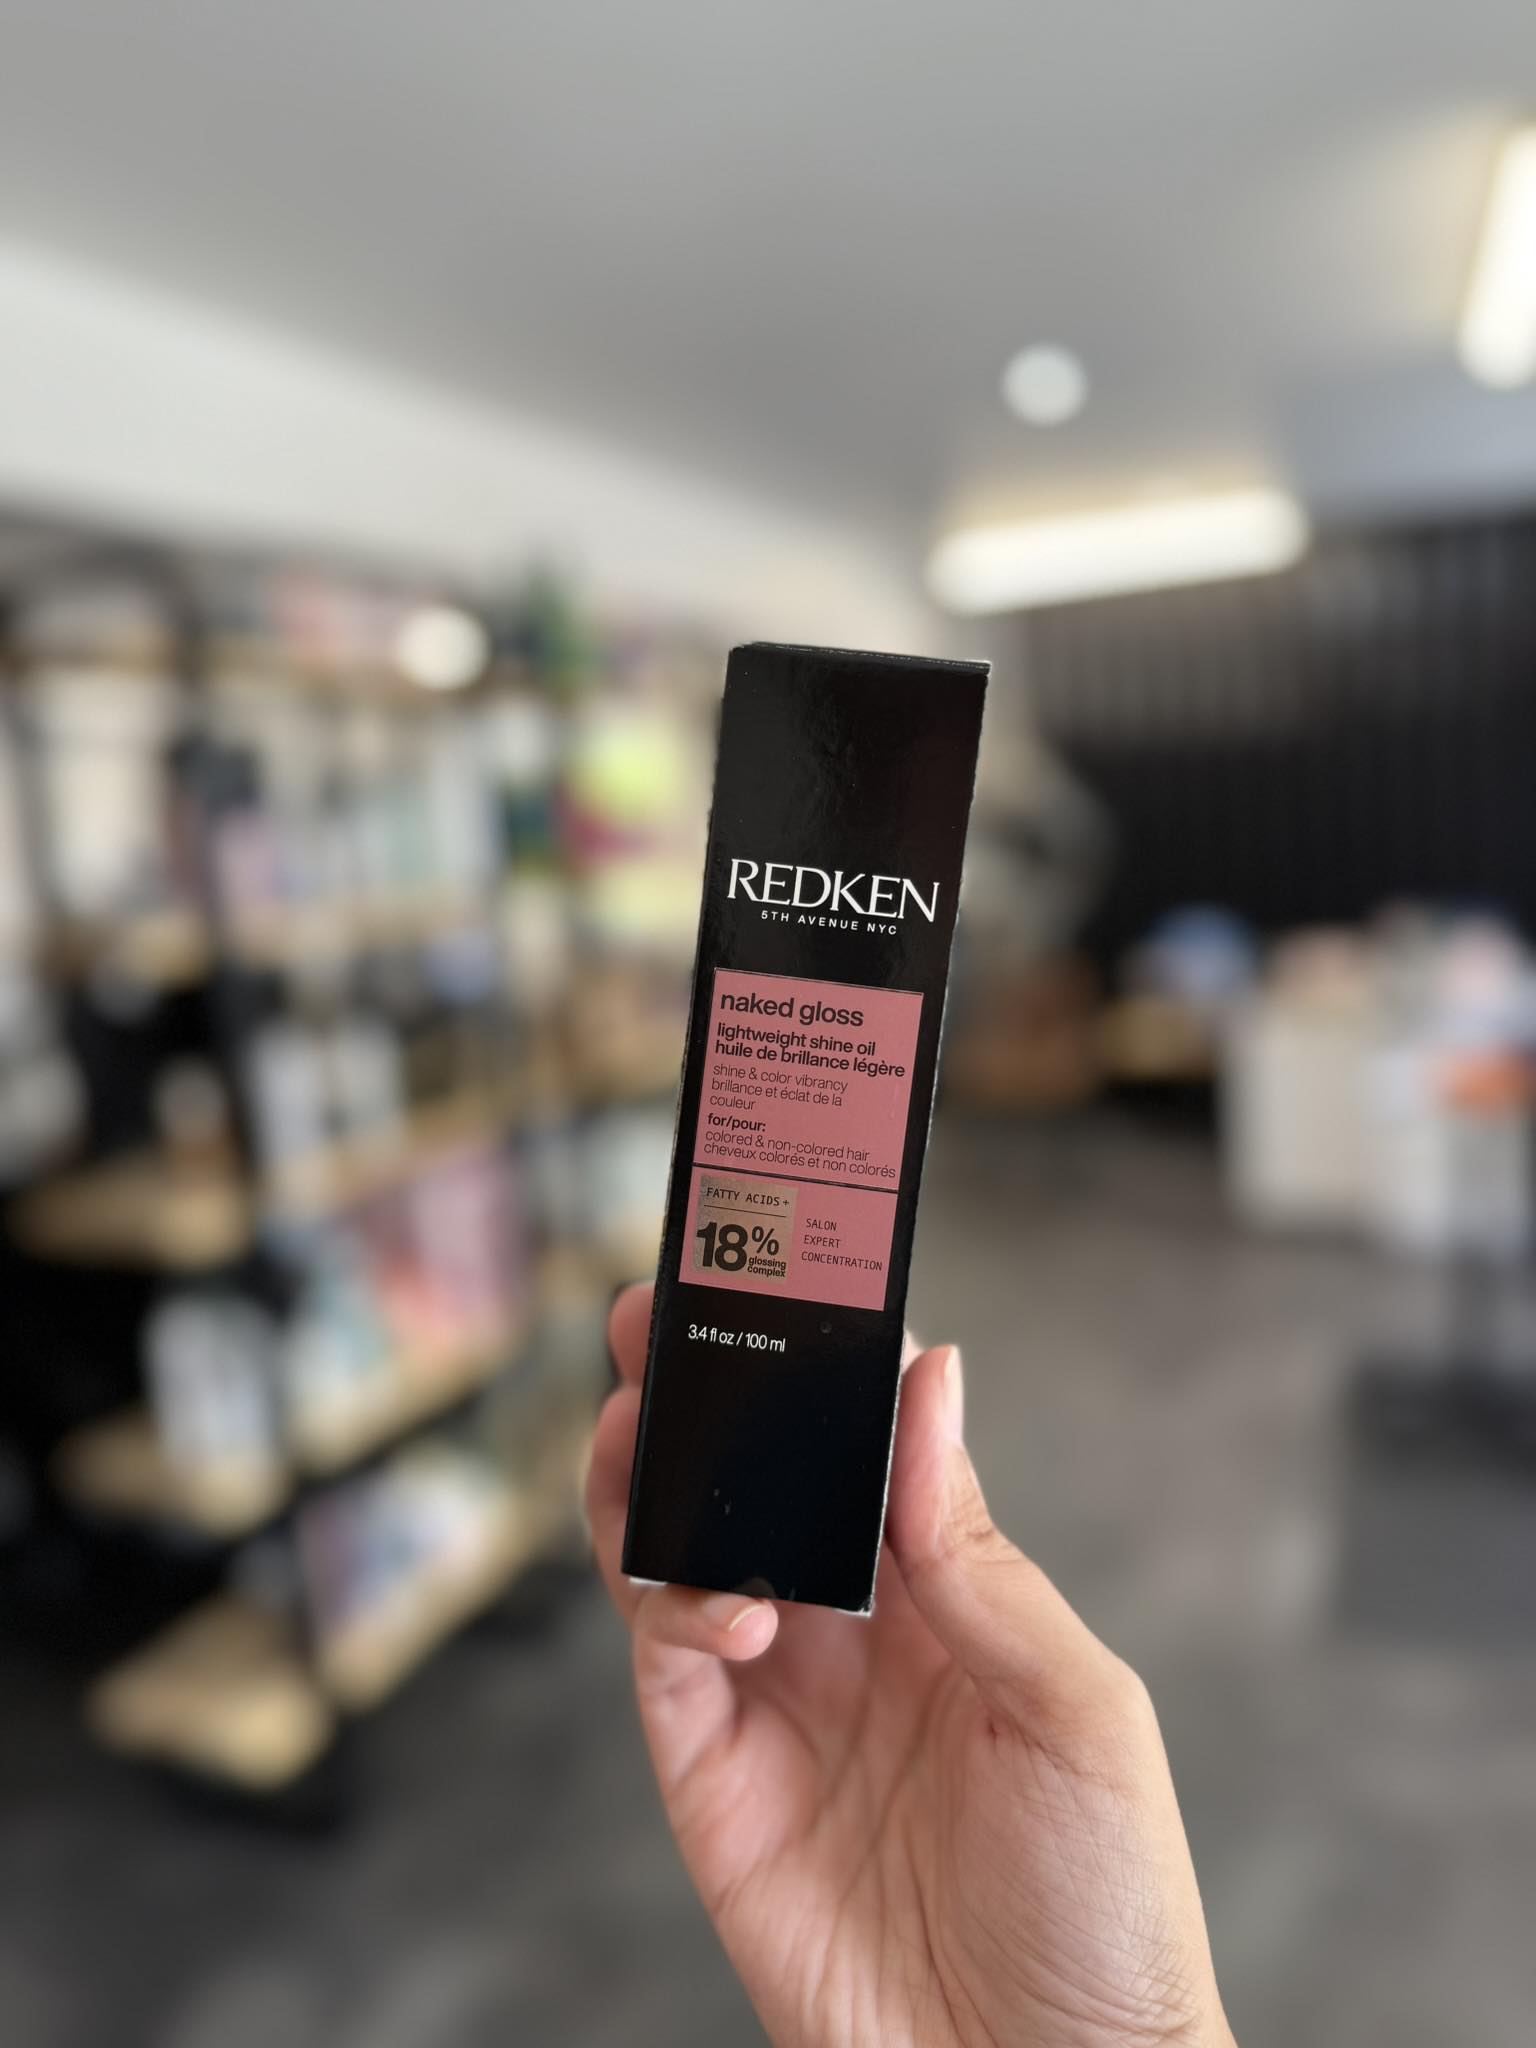 REDKEN
5TH AVENUE NYC
naked gloss
lightweight shine oil
huile de brillance légère
shine & color vibrancy
brillance et éclat de la
couleur
for/pour:
colored & non-colored hair
cheveux colorés et non colorés
FATTY ACIDS +
18%
glossing
complex
SALON
EXPERT
CONCENTRATION
3.4 fl oz / 100 ml